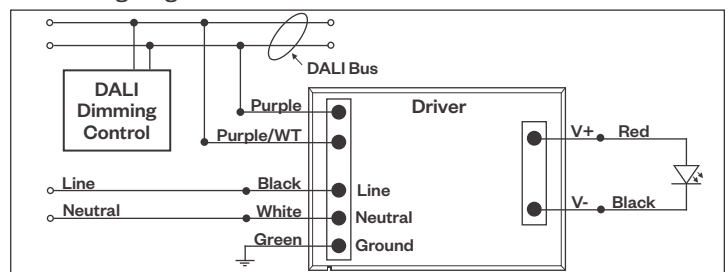 DALI Bus
DALI
Dimming
Control
Driver
Purple
Purple/WT
V+ Red
Line Black Line
Neutral White Neutral
V- Black
Green Ground